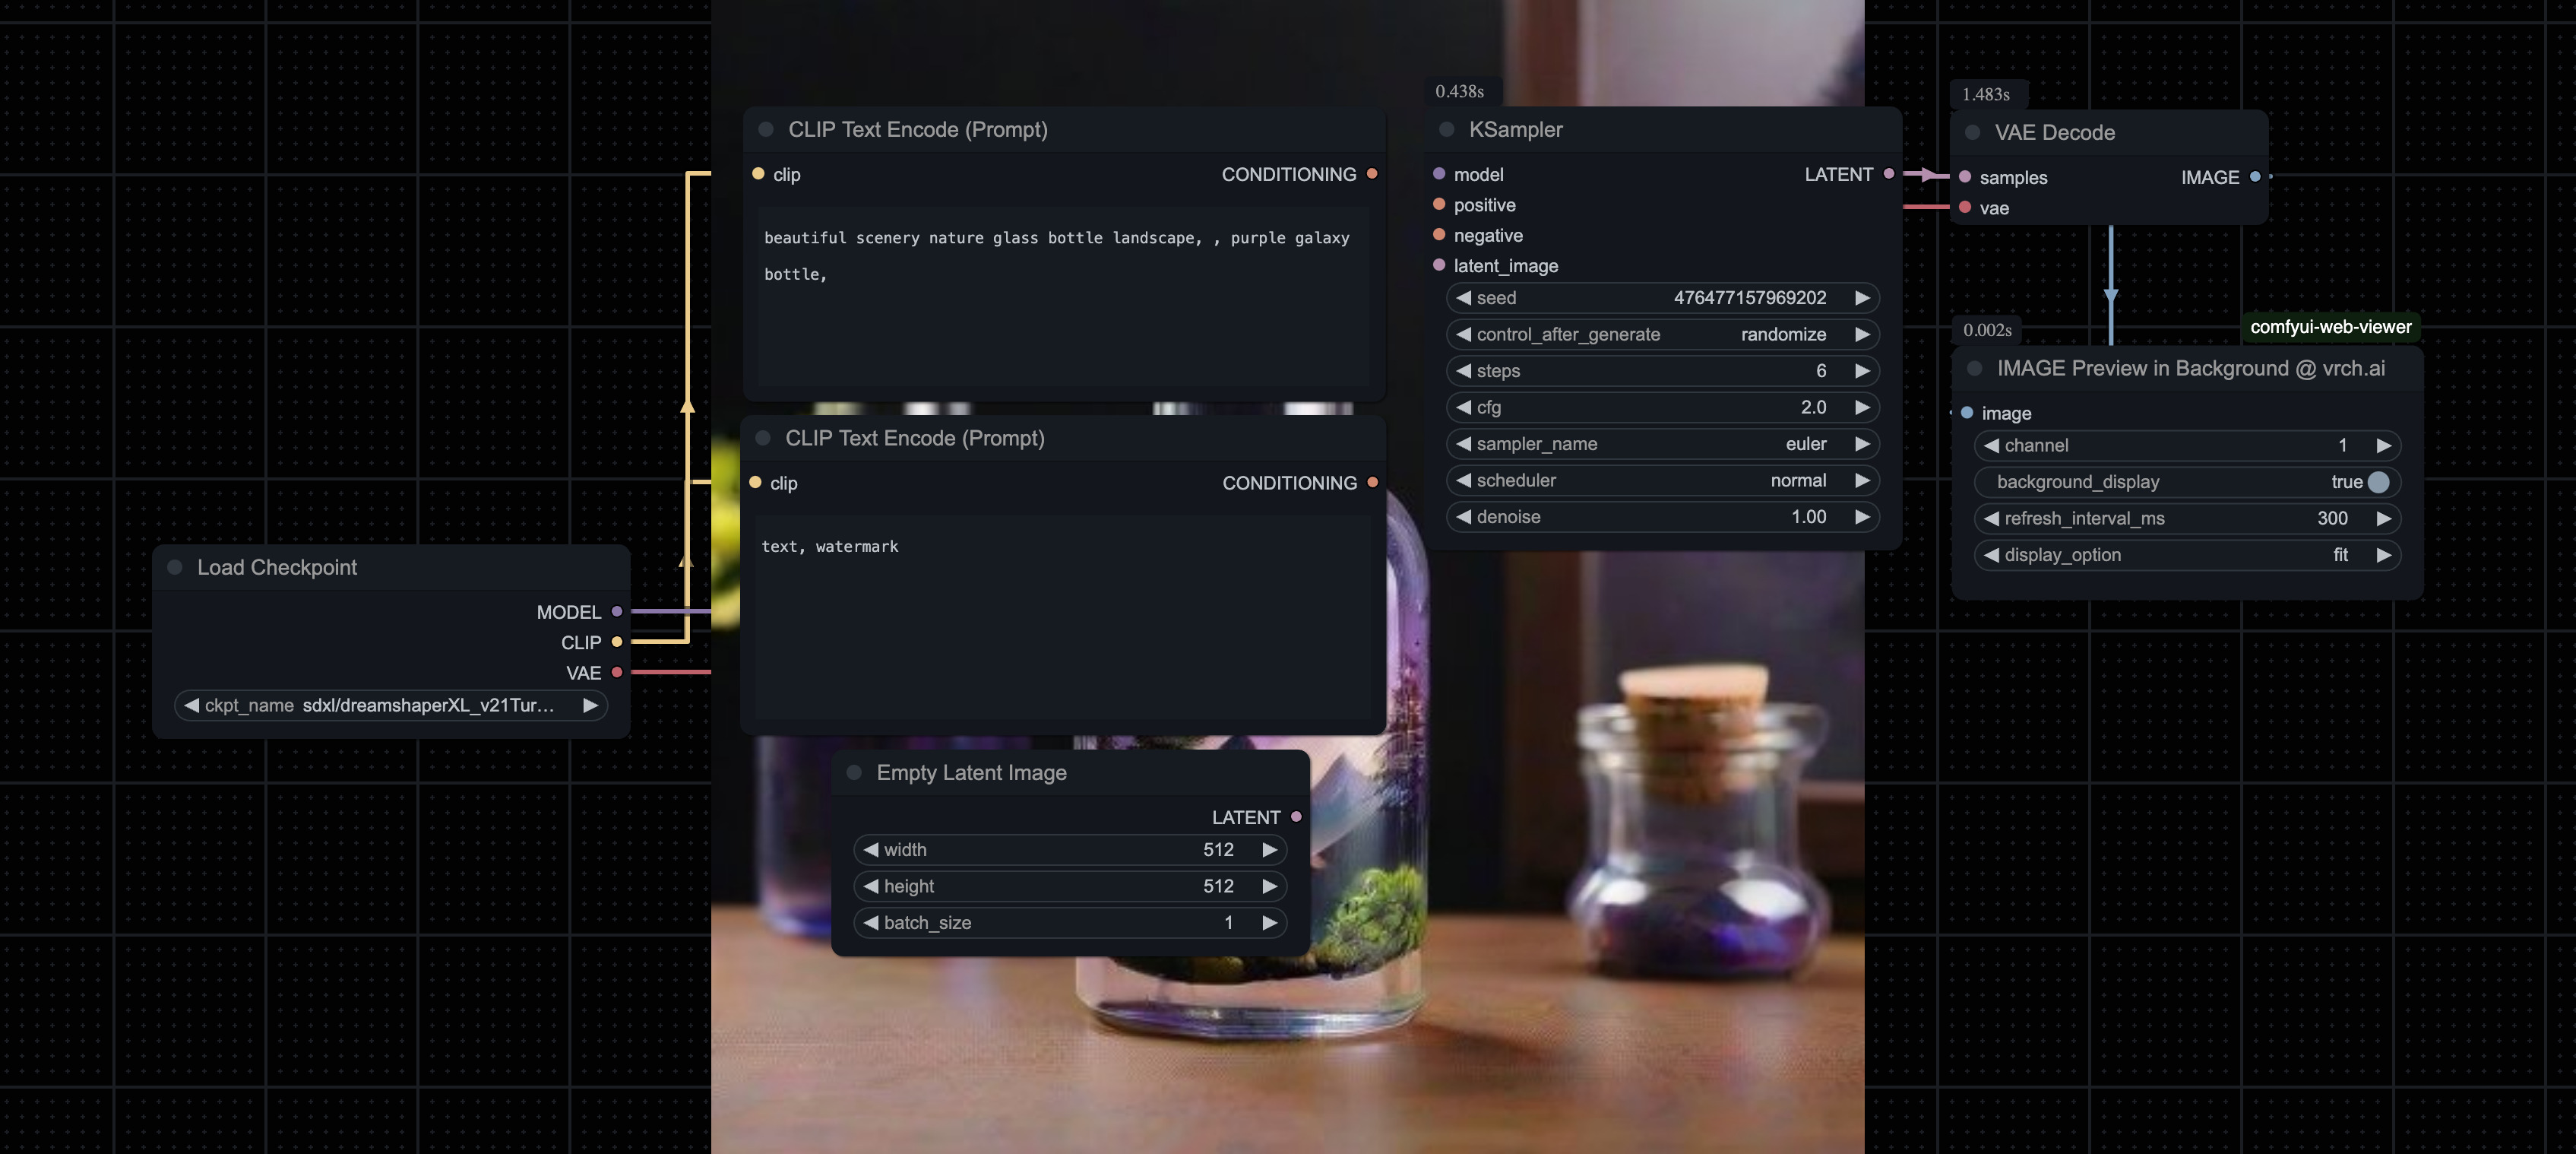 Load Checkpoint
MODEL
CLIP
VAE
ckpt_name sdxl/dreamshaperXL_v21Tur...
CLIP Text Encode (Prompt)
clip CONDITIONING
beautiful scenery nature glass bottle landscape, , purple galaxy
bottle,
CLIP Text Encode (Prompt)
clip CONDITIONING
text, watermark
Empty Latent Image
LATENT
width 512
height 512
batch_size 1
0.438s
KSampler
model LATENT
positive
negative
latent_image
seed 476477157969202
control_after_generate randomize
steps 6
cfg 2.0
sampler_name euler
scheduler normal
denoise 1.00
1.483s
VAE Decode
samples IMAGE
vae
0.002s
comfyui-web-viewer
IMAGE Preview in Background @ vrch.ai
image
channel 1
background_display true
refresh_interval_ms 300
display_option fit